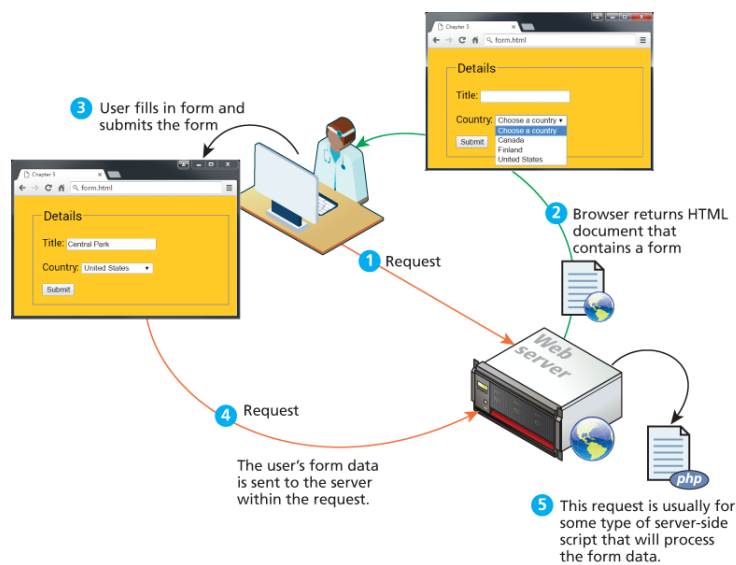 Chapter 5
form.html
Details
Title:
Country: Choose a country
Choose a country
Submit
Canada
Finland
United States
3 User fills in form and
submits the form
Chapter 5
form.html
Details
Title: Central Park
Country: United States
Submit
2 Browser returns HTML
document that
contains a form
1 Request
Web
server
4 Request
The user's form data
is sent to the server
within the request.
php
5 This request is usually for
some type of server-side
script that will process
the form data.